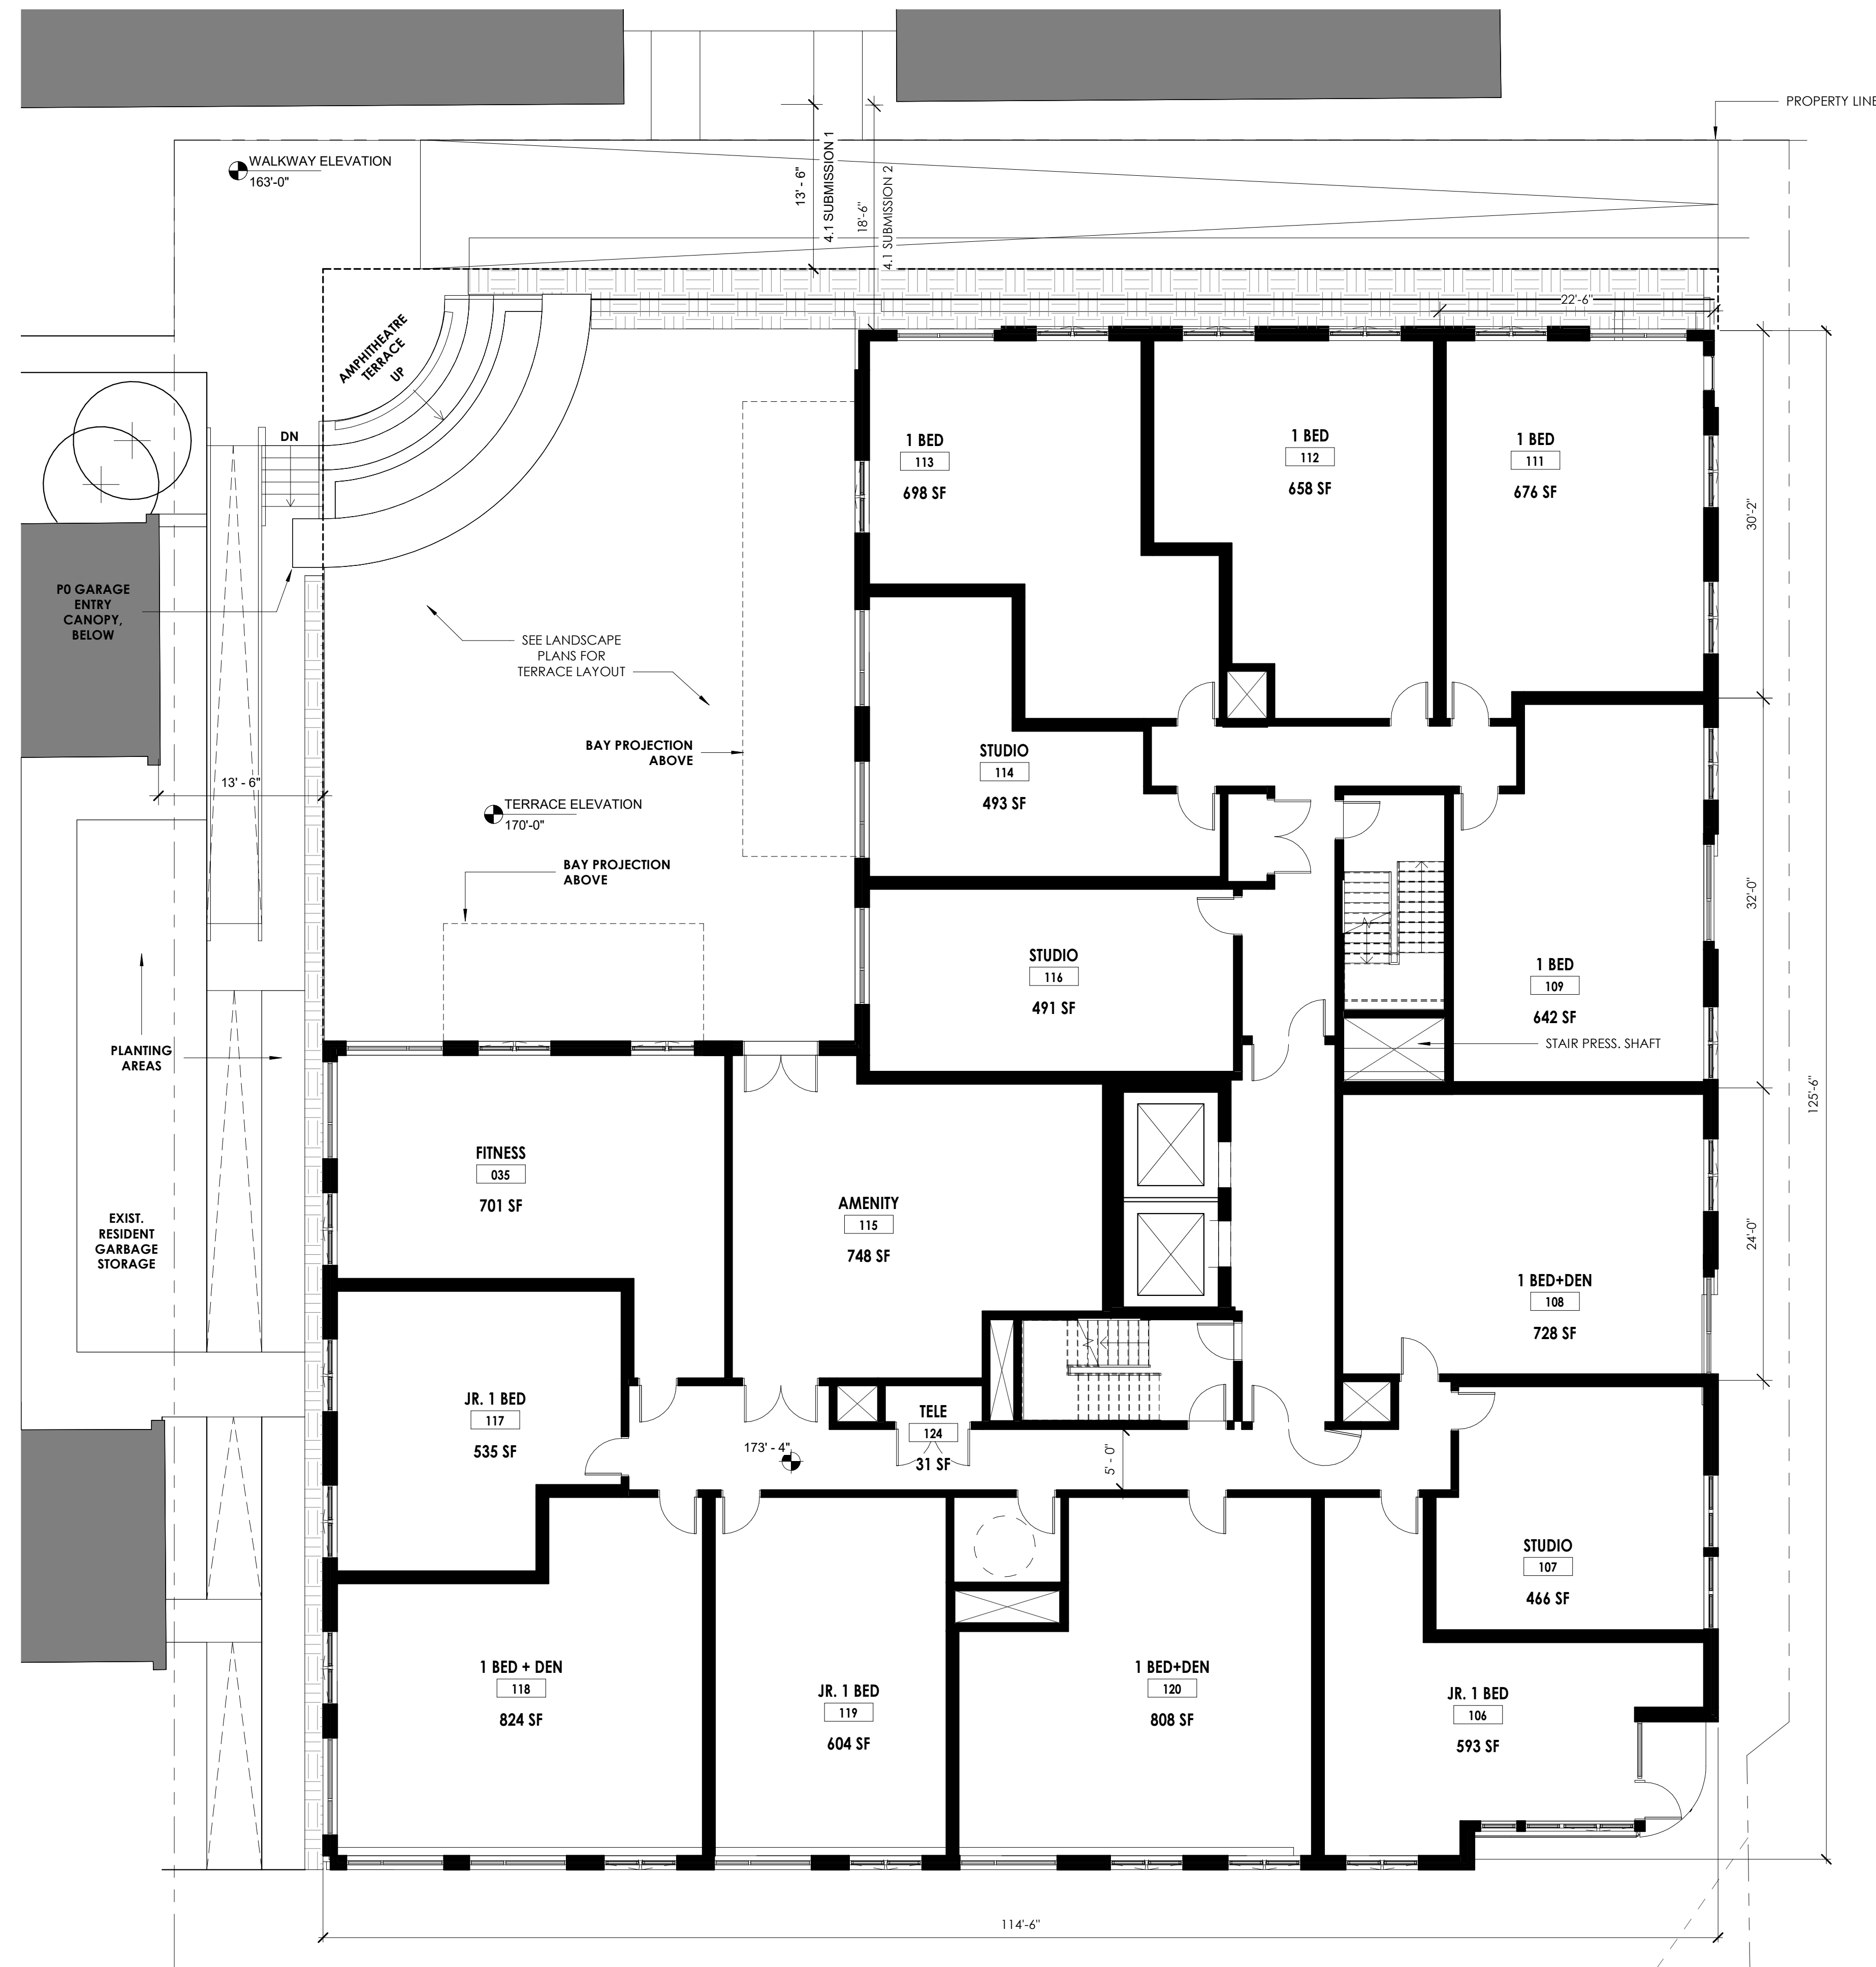 PROPERTY LINE
WALKWAY ELEVATION
163'-0"
13' - 6"
4.1 SUBMISSION 1
18'-6"
4.1 SUBMISSION 2
22'-6"
AMPHITHEATRE
TERRACE
UP
DN
1 BED
113
698 SF
1 BED
112
658 SF
1 BED
111
676 SF
30'-2"
P0 GARAGE
ENTRY
CANOPY,
BELOW
SEE LANDSCAPE
PLANS FOR
TERRACE LAYOUT
BAY PROJECTION
ABOVE
STUDIO
114
493 SF
13' - 6"
TERRACE ELEVATION
170'-0"
BAY PROJECTION
ABOVE
32'-0"
STUDIO
116
491 SF
1 BED
109
642 SF
STAIR PRESS. SHAFT
PLANTING
AREAS
125'-6"
FITNESS
035
701 SF
AMENITY
115
748 SF
EXIST.
RESIDENT
GARBAGE
STORAGE
24'-0"
1 BED+DEN
108
728 SF
JR. 1 BED
117
535 SF
TELE
124
31 SF
173' - 4"
5' - 0"
STUDIO
107
466 SF
1 BED + DEN
118
824 SF
JR. 1 BED
119
604 SF
1 BED+DEN
120
808 SF
JR. 1 BED
106
593 SF
114'-6"